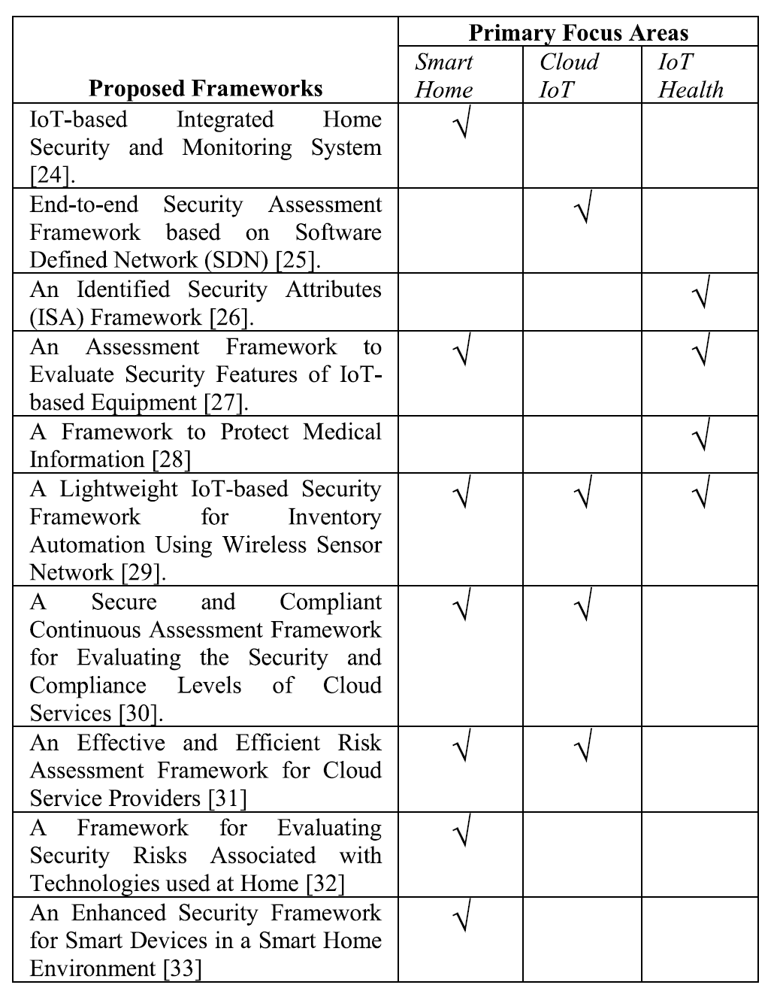 Primary Focus Areas
Smart Home
Cloud IoT
IoT Health
Proposed Frameworks
IoT-based Integrated Home
Security and Monitoring System
[24].
√
End-to-end Security Assessment
Framework based on Software
Defined Network (SDN) [25].
√
An Identified Security Attributes
(ISA) Framework [26].
√
An Assessment Framework to
Evaluate Security Features of IoT-
based Equipment [27].
√ √
A Framework to Protect Medical
Information [28]
√
A Lightweight IoT-based Security
Framework for Inventory
Automation Using Wireless Sensor
Network [29].
√ √ √
A Secure and Compliant
Continuous Assessment Framework
for Evaluating the Security and
Compliance Levels of Cloud
Services [30].
√ √
An Effective and Efficient Risk
Assessment Framework for Cloud
Service Providers [31]
√ √
A Framework for Evaluating
Security Risks Associated with
Technologies used at Home [32]
√
An Enhanced Security Framework
for Smart Devices in a Smart Home
Environment [33]
√